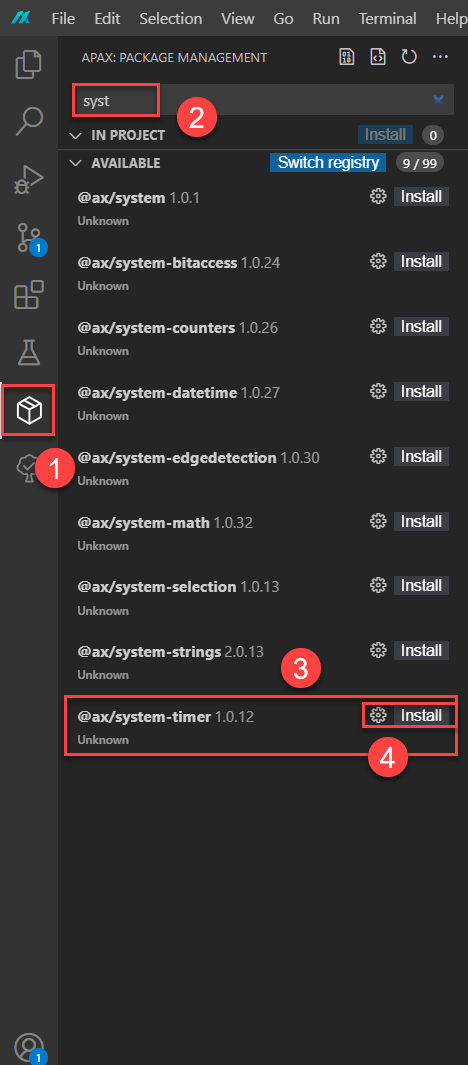 File Edit Selection View Go Run Terminal Help
APAX: PACKAGE MANAGEMENT
syst
2
IN PROJECT Install 0
AVAILABLE Switch registry 9 / 99
@ax/system 1.0.1 Install
Unknown
1
@ax/system-bitaccess 1.0.24 Install
Unknown
@ax/system-counters 1.0.26 Install
Unknown
@ax/system-datetime 1.0.27 Install
Unknown
1
@ax/system-edgedetection 1.0.30 Install
Unknown
@ax/system-math 1.0.32 Install
Unknown
@ax/system-selection 1.0.13 Install
Unknown
@ax/system-strings 2.0.13 Install
Unknown
3
@ax/system-timer 1.0.12 Install
Unknown
4
1